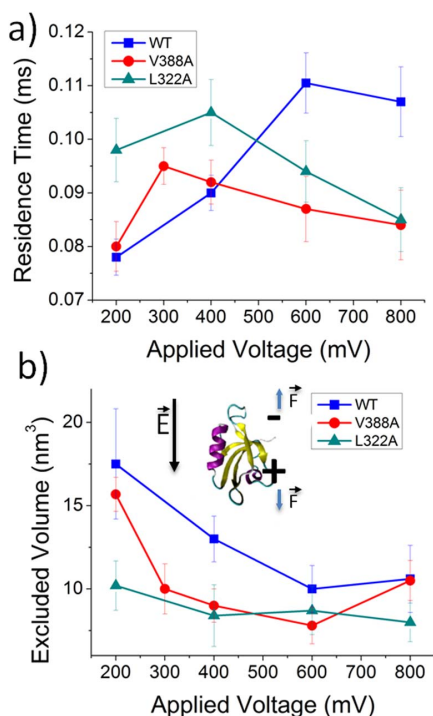 a)
0.12
0.11
0.10
0.09
0.08
0.07
Residence Time (ms)
WT
V388A
L322A
200 300 400 500 600 700 800
Applied Voltage (mV)
b)
20
15
10
Excluded Volume (nm³)
E
-
F
+
F
WT
V388A
L322A
200 300 400 500 600 700 800
Applied Voltage (mV)